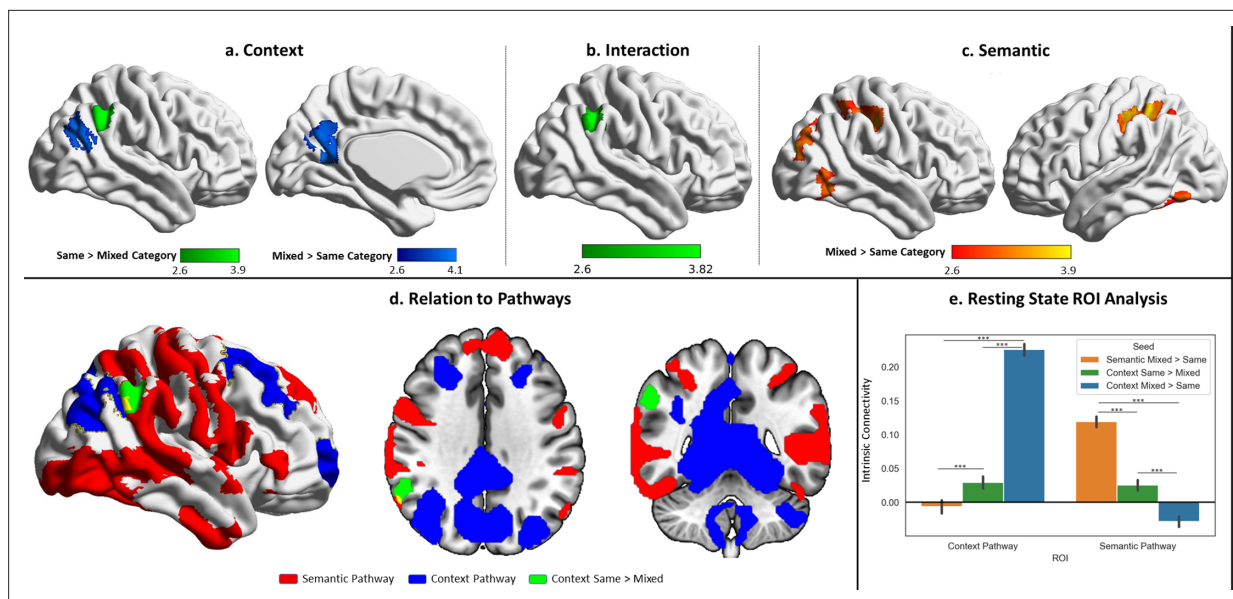 a. Context
b. Interaction
c. Semantic
Same > Mixed Category
2.6 3.9
Mixed > Same Category
2.6 4.1
2.6 3.82
Mixed > Same Category
2.6 3.9
d. Relation to Pathways
Semantic Pathway Context Pathway Context Same > Mixed
e. Resting State ROI Analysis
Seed
Semantic Mixed > Same
Context Same > Mixed
Context Mixed > Same
Intrinsic Connectivity
0.20
0.15
0.10
0.05
0.00
***
***
***
***
***
***
Context Pathway Semantic Pathway
ROI